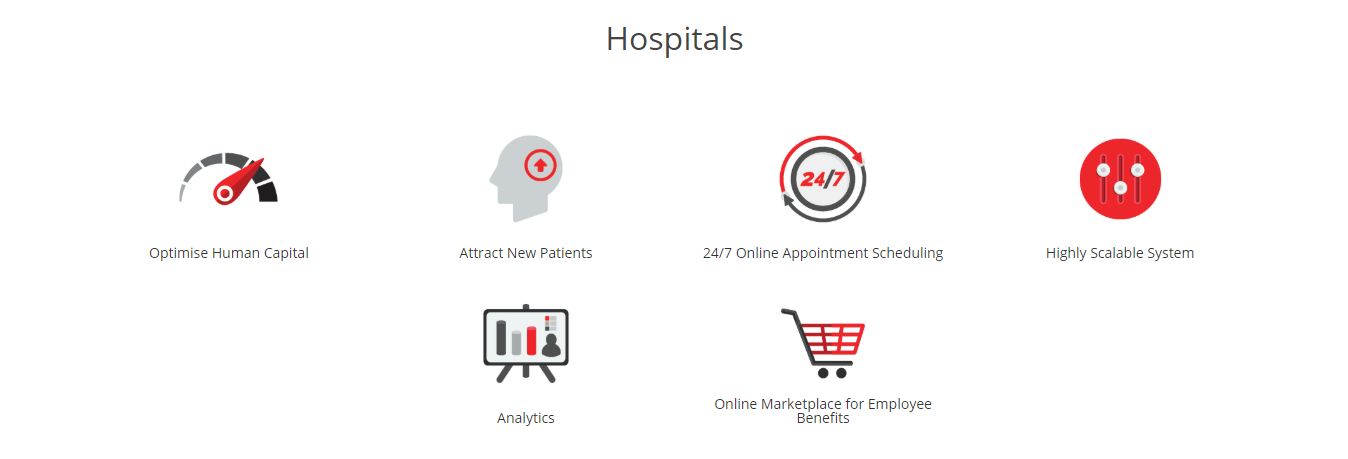 Hospitals
24/7
Optimise Human Capital
Attract New Patients
24/7 Online Appointment Scheduling
Highly Scalable System
Analytics
Online Marketplace for Employee
Benefits